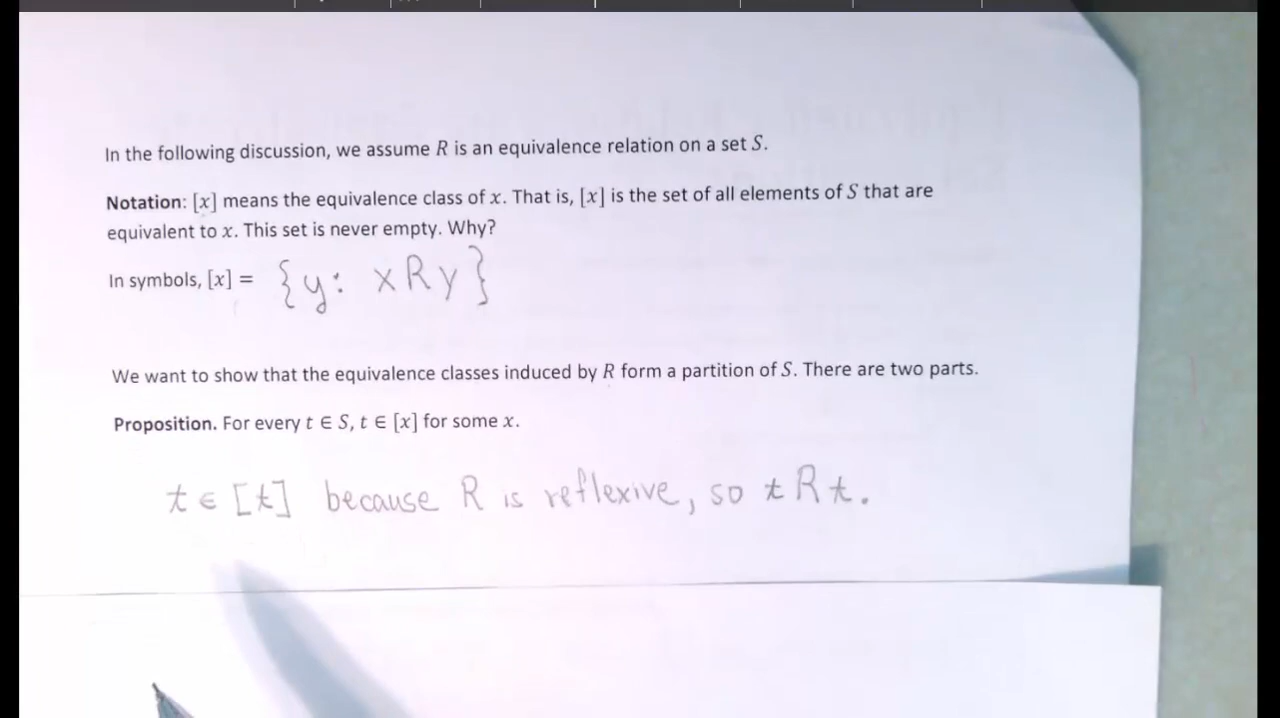 In the following discussion, we assume R is an equivalence relation on a set S.
Notation: [x] means the equivalence class of x. That is, [x] is the set of all elements of S that are
equivalent to x. This set is never empty. Why?
In symbols, [x] = {y: xRy}
We want to show that the equivalence classes induced by R form a partition of S. There are two parts.
Proposition. For every t ∈ S, t ∈ [x] for some x.
t ∈ [t] because R is reflexive, so tRt.